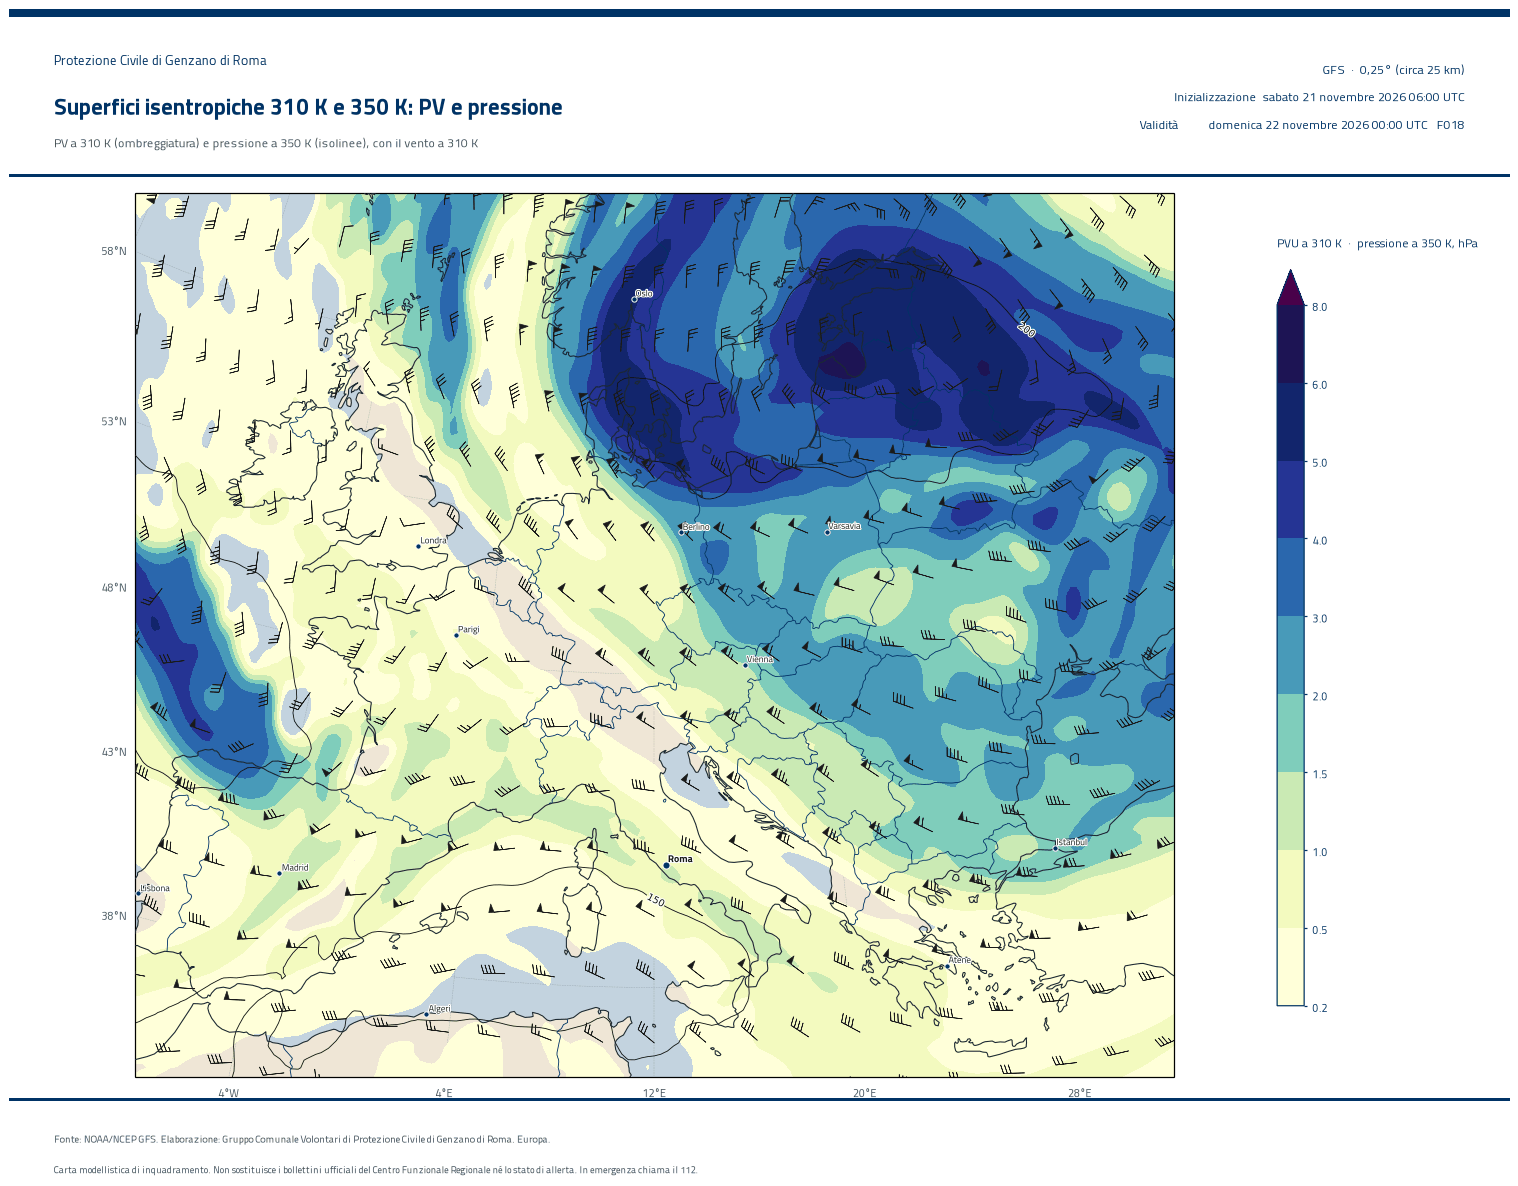 Protezione Civile di Genzano di Roma
Superfici isentropiche 310 K e 350 K: PV e pressione
PV a 310 K (ombreggiatura) e pressione a 350 K (isolinee), con il vento a 310 K
GFS · 0,25° (circa 25 km)
Inizializzazione sabato 21 novembre 2026 06:00 UTC
Validità domenica 22 novembre 2026 00:00 UTC F018
PVU a 310 K · pressione a 350 K, hPa
58°N
53°N
48°N
43°N
38°N
4°W
4°E
12°E
20°E
28°E
Oslo
200
Berlino
Varsavia
Londra
Parigi
Vienna
Istanbul
Roma
Madrid
Lisbona
150
Atene
Algeri
8.0
6.0
5.0
4.0
3.0
2.0
1.5
1.0
0.5
0.2
Fonte: NOAA/NCEP GFS. Elaborazione: Gruppo Comunale Volontari di Protezione Civile di Genzano di Roma. Europa.
Carta modellistica di inquadramento. Non sostituisce i bollettini ufficiali del Centro Funzionale Regionale né lo stato di allerta. In emergenza chiama il 112.